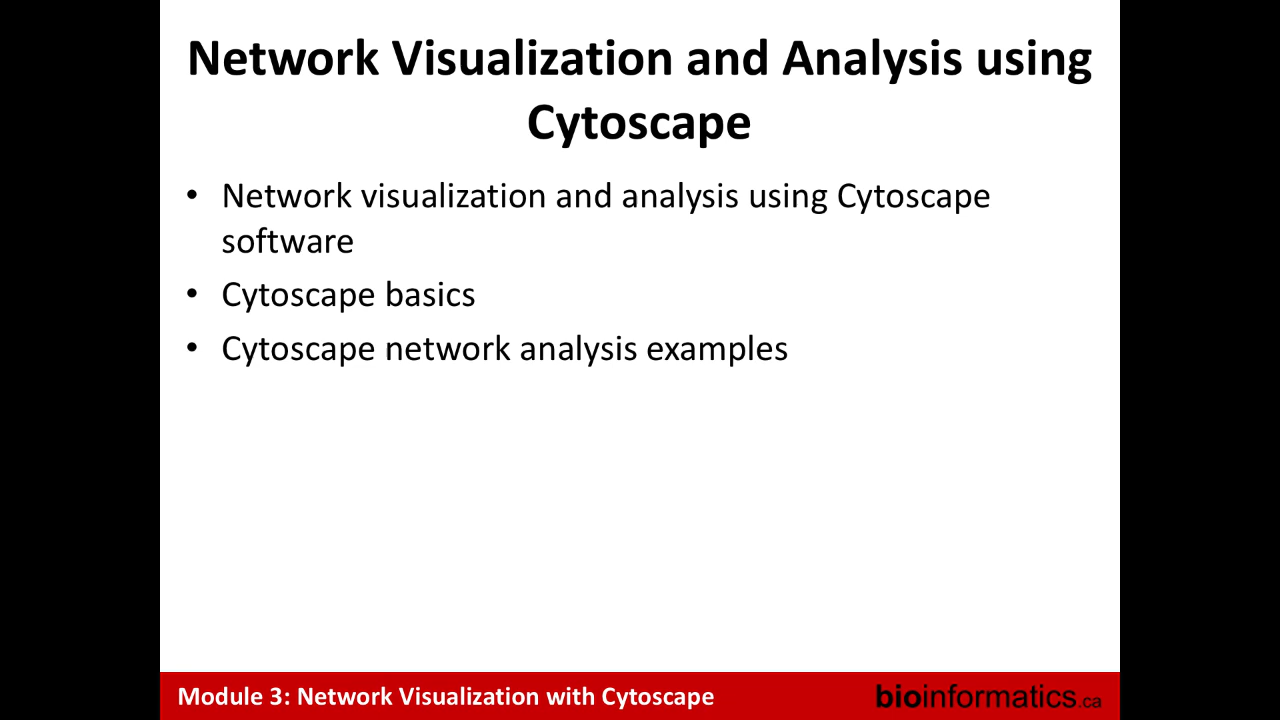 Network Visualization and Analysis using
Cytoscape
• Network visualization and analysis using Cytoscape
software
• Cytoscape basics
• Cytoscape network analysis examples
Module 3: Network Visualization with Cytoscape
bioinformatics.ca